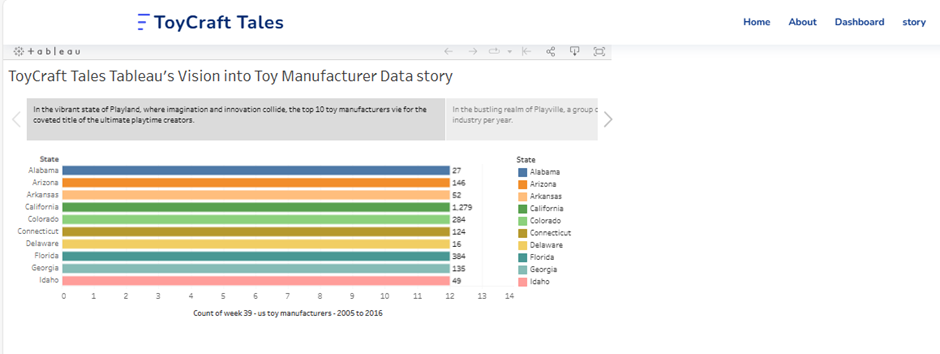 ToyCraft Tales
Home About Dashboard story
+ableau
ToyCraft Tales Tableau's Vision into Toy Manufacturer Data story
In the vibrant state of Playland, where imagination and innovation collide, the top 10 toy manufacturers vie for the
coveted title of the ultimate playtime creators.
In the bustling realm of Playville, a group
industry per year.
State
Alabama 27
Arizona 146
Arkansas 52
California 1,279
Colorado 284
Connecticut 124
Delaware 16
Florida 384
Georgia 135
Idaho 49
0 1 2 3 4 5 6 7 8 9 10 11 12 13 14
Count of week 39 - us toy manufacturers - 2005 to 2016
State
Alabama
Arizona
Arkansas
California
Colorado
Connecticut
Delaware
Florida
Georgia
Idaho